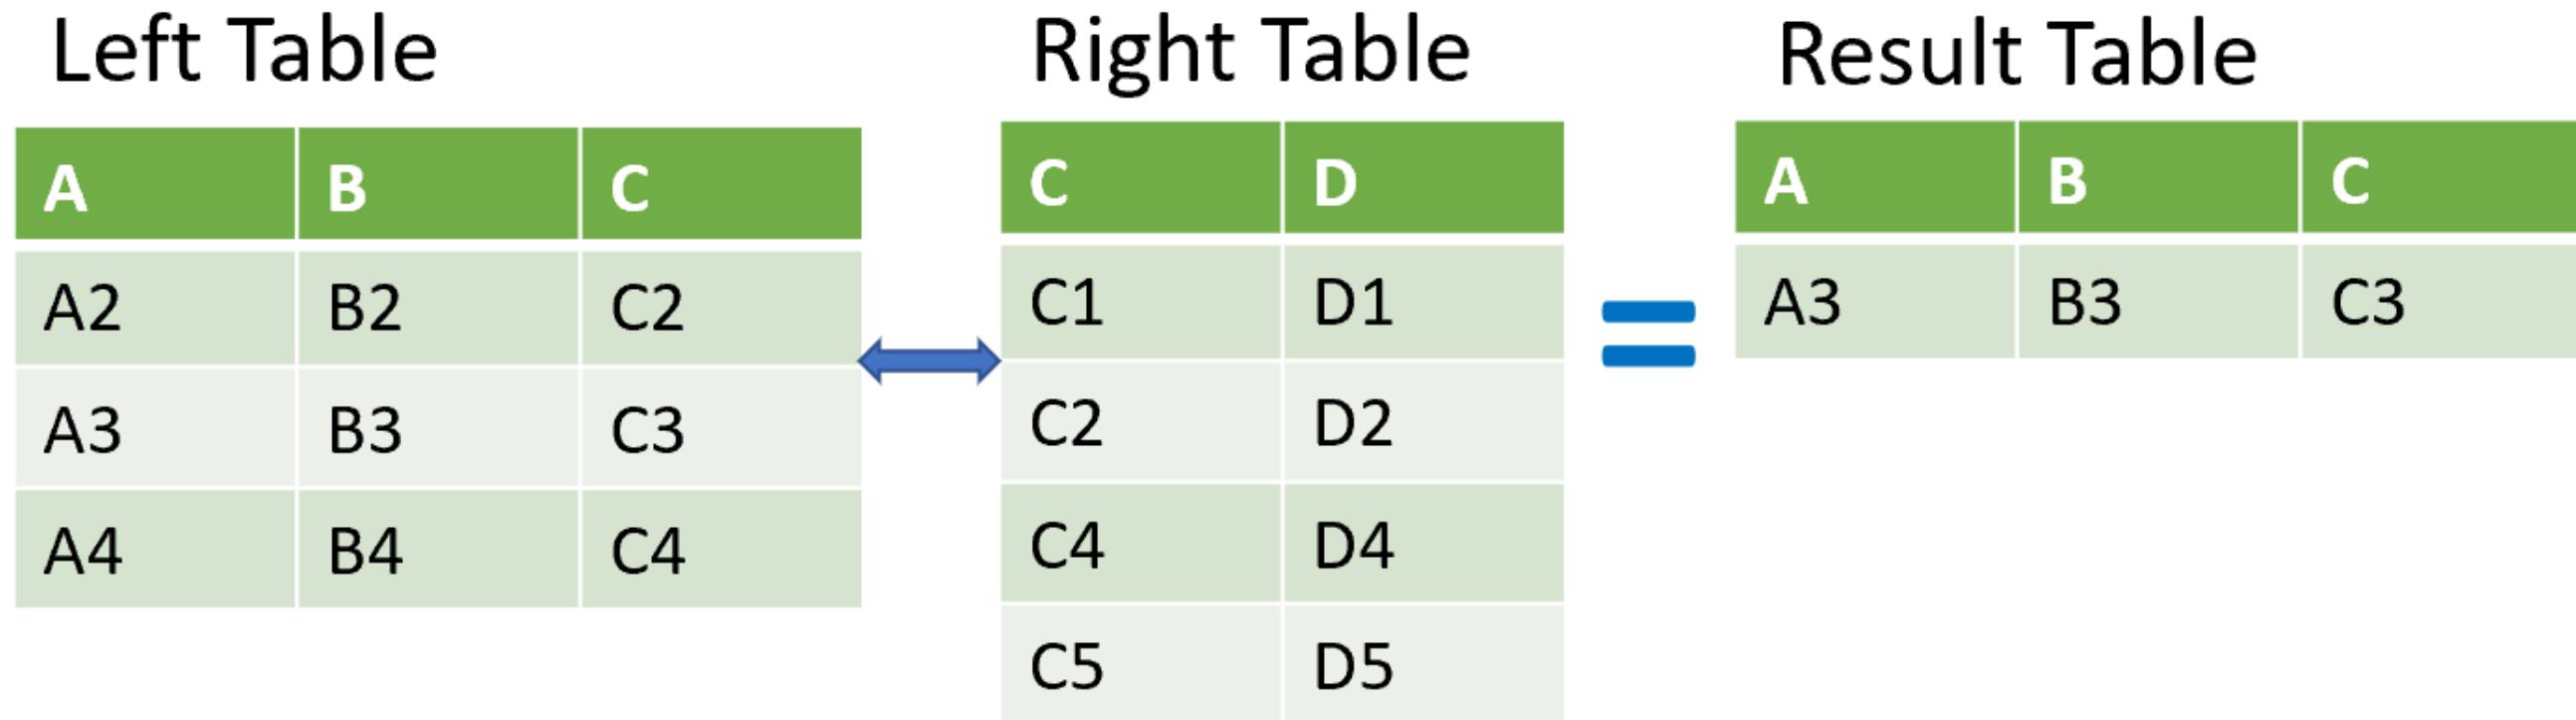 Left Table
A B C
A2 B2 C2
A3 B3 C3
A4 B4 C4
Right Table
C D
C1 D1
C2 D2
C4 D4
C5 D5
=
Result Table
A B C
A3 B3 C3